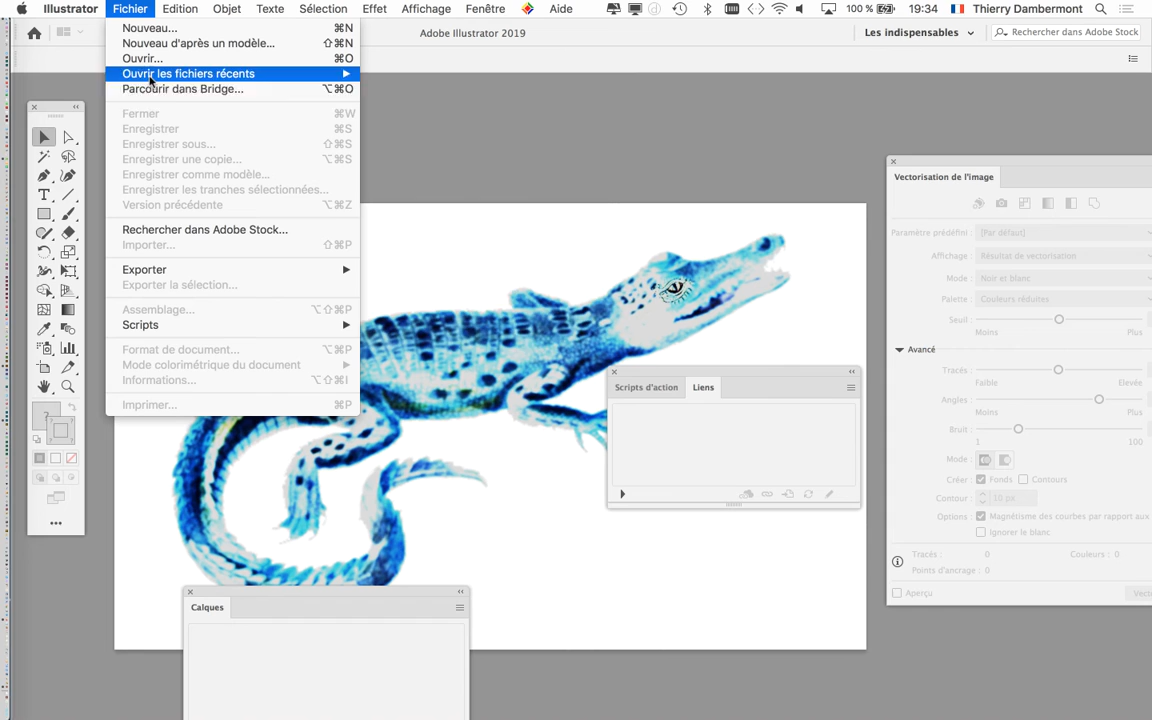 Illustrator Fichier Edition Objet Texte Sélection Effet Affichage Fenêtre Aide 100 % 19:34 Thierry Dambermont
Adobe Illustrator 2019 Les indispensables Rechercher dans Adobe Stock
Nouveau... ⌘N
Nouveau d'après un modèle... ⇧⌘N
Ouvrir... ⌘O
Ouvrir les fichiers récents
Parcourir dans Bridge... ⌥⌘O
Fermer ⌘W
Enregistrer ⌘S
Enregistrer sous... ⇧⌘S
Enregistrer une copie... ⌥⌘S
Enregistrer comme modèle...
Enregistrer les tranches sélectionnées...
Version précédente ⌥⌘Z
Rechercher dans Adobe Stock...
Importer... ⇧⌘P
Exporter
Exporter la sélection...
Assemblage... ⌥⇧⌘P
Scripts
Format de document... ⌥⌘P
Mode colorimétrique du document
Informations... ⌥⇧⌘I
Imprimer... ⌘P
Scripts d'action Liens
Calques
Vectorisation de l'image
Paramètre prédéfini : [Par défaut]
Affichage : Résultat de vectorisation
Mode : Noir et blanc
Palette : Couleurs réduites
Seuil :
Moins Plus
Avancé
Tracés :
Faible Elevée
Angles :
Moins Plus
Bruit :
1 100
Mode :
Créer : Fonds Contours
Contour : 10 px
Options : Magnétisme des courbes par rapport aux
Ignorer le blanc
Tracés : 0 Couleurs : 0
Points d'ancrage : 0
Aperçu Vecto